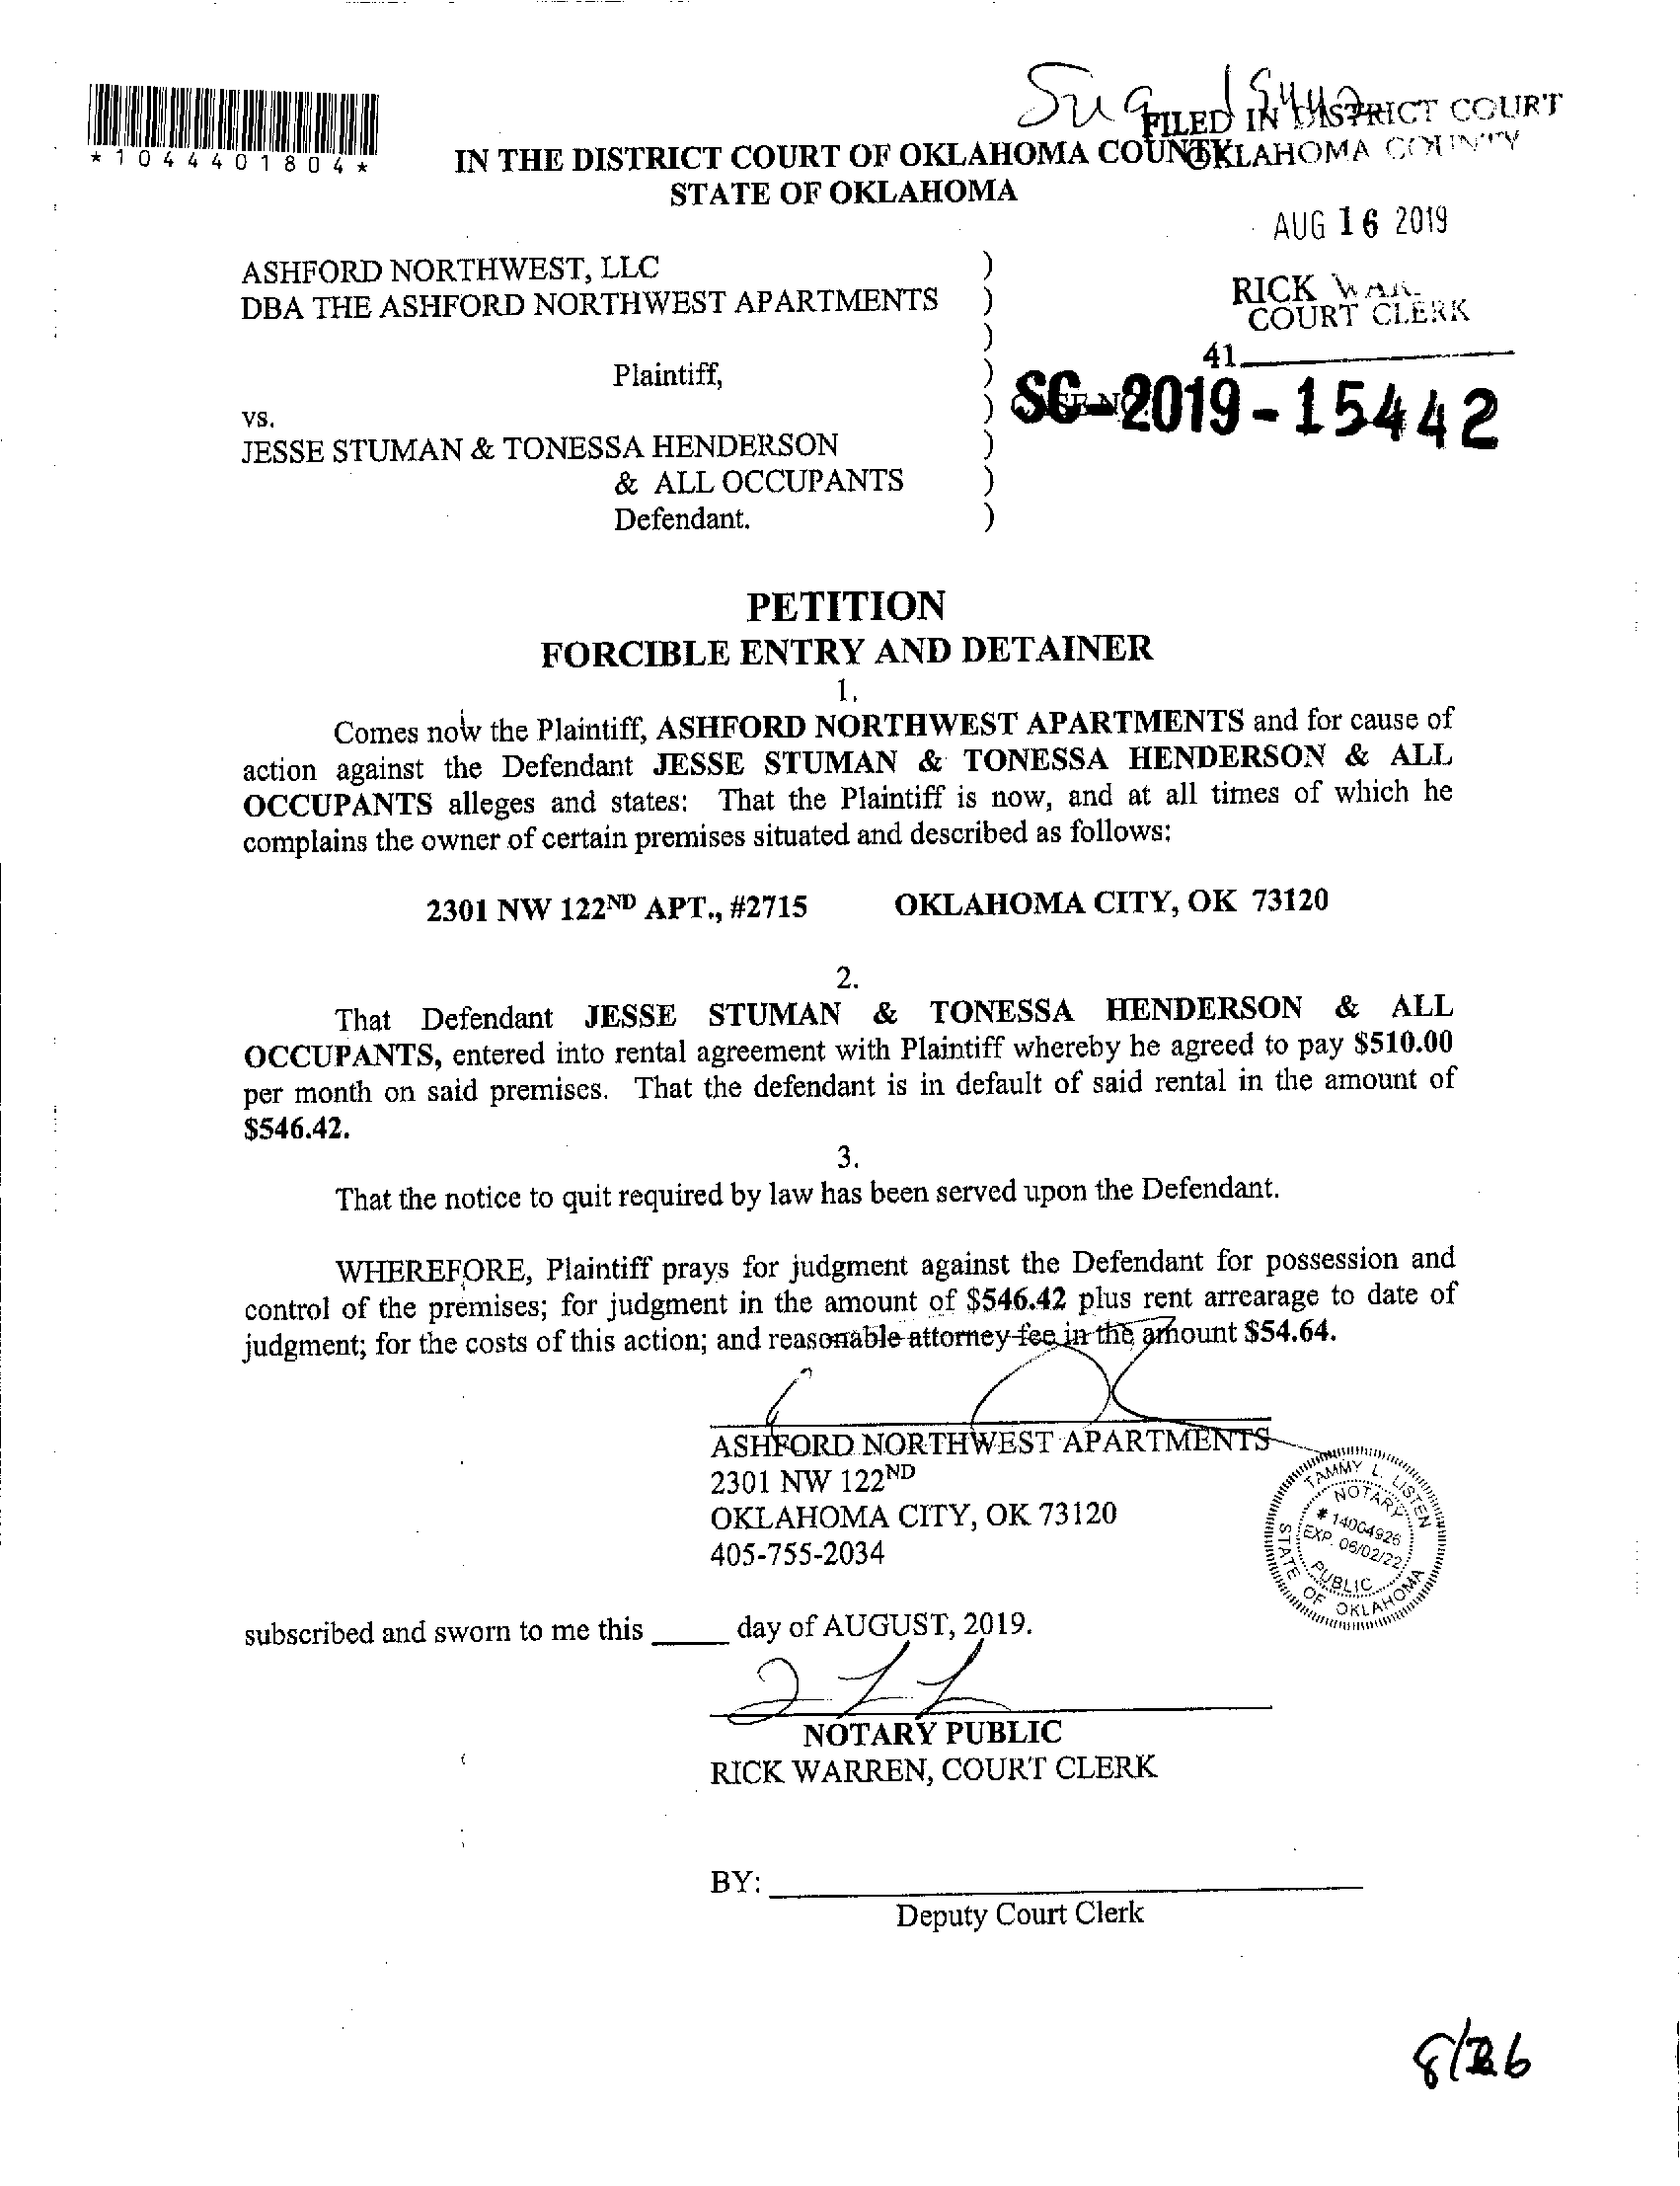 FILED IN DISTRICT COURT
*1044401804*
IN THE DISTRICT COURT OF OKLAHOMA COUNTY
OKLAHOMA COUNTY
STATE OF OKLAHOMA
AUG 16 2019
ASHFORD NORTHWEST, LLC )
DBA THE ASHFORD NORTHWEST APARTMENTS )
RICK
COURT CLERK
)
41
Plaintiff, )
SC-2019-15442
vs. )
JESSE STUMAN & TONESSA HENDERSON )
& ALL OCCUPANTS )
Defendant. )
PETITION
FORCIBLE ENTRY AND DETAINER
1.
Comes now the Plaintiff, ASHFORD NORTHWEST APARTMENTS and for cause of
action against the Defendant JESSE STUMAN & TONESSA HENDERSON & ALL
OCCUPANTS alleges and states: That the Plaintiff is now, and at all times of which he
complains the owner of certain premises situated and described as follows:
2301 NW 122ND APT., #2715 OKLAHOMA CITY, OK 73120
2.
That Defendant JESSE STUMAN & TONESSA HENDERSON & ALL
OCCUPANTS, entered into rental agreement with Plaintiff whereby he agreed to pay $510.00
per month on said premises. That the defendant is in default of said rental in the amount of
$546.42.
3.
That the notice to quit required by law has been served upon the Defendant.
WHEREFORE, Plaintiff prays for judgment against the Defendant for possession and
control of the premises; for judgment in the amount of $546.42 plus rent arrearage to date of
judgment; for the costs of this action; and reasonable attorney fee in the amount $54.64.
ASHFORD NORTHWEST APARTMENTS
2301 NW 122ND
OKLAHOMA CITY, OK 73120
405-755-2034
TAMMY L. LISTEN
NOTARY
# 14004926
EXP. 06/02/22
PUBLIC
STATE OF OKLAHOMA
subscribed and sworn to me this _____ day of AUGUST, 2019.
NOTARY PUBLIC
RICK WARREN, COURT CLERK
BY:
Deputy Court Clerk
8/26